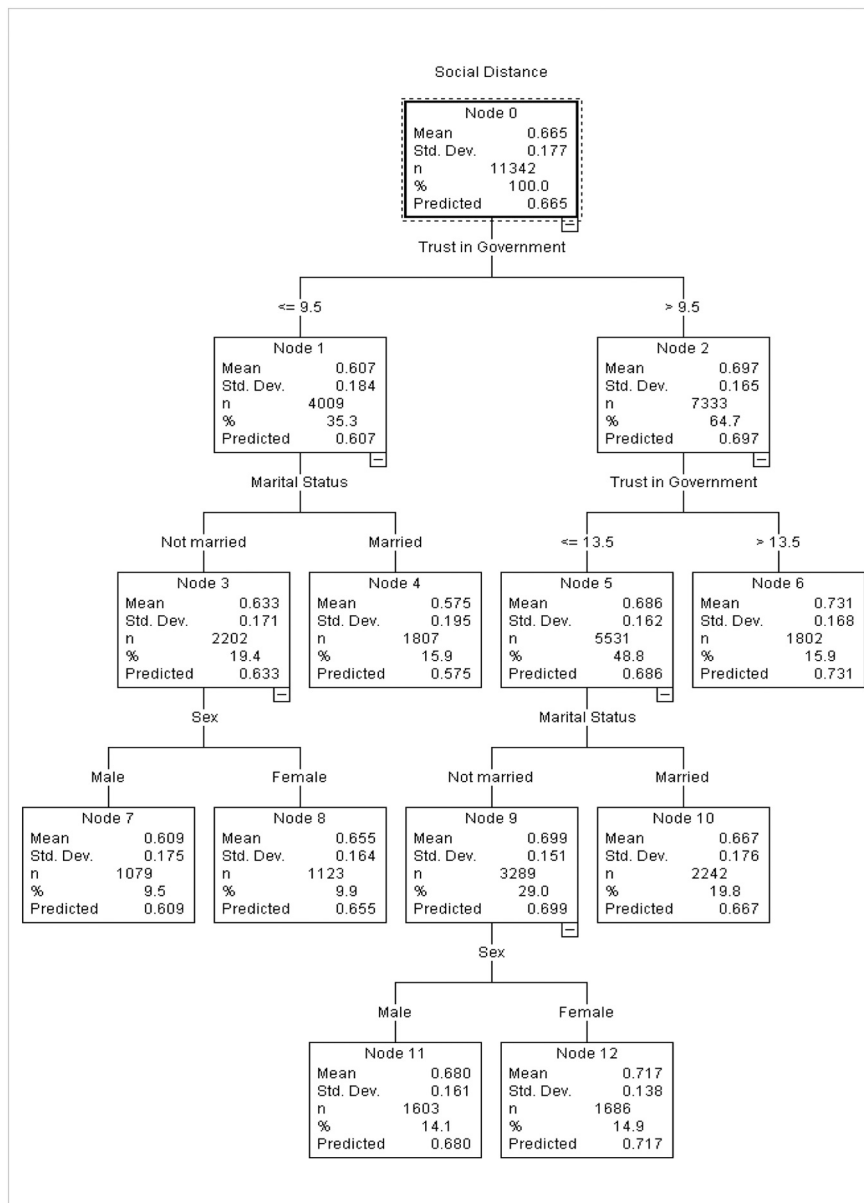 Social Distance
Node 0
Mean 0.665
Std. Dev. 0.177
n 11342
% 100.0
Predicted 0.665
Trust in Government
<= 9.5
> 9.5
Node 1
Mean 0.607
Std. Dev. 0.184
n 4009
% 35.3
Predicted 0.607
Node 2
Mean 0.697
Std. Dev. 0.165
n 7333
% 64.7
Predicted 0.697
Marital Status
Trust in Government
Not married
Married
<= 13.5
> 13.5
Node 3
Mean 0.633
Std. Dev. 0.171
n 2202
% 19.4
Predicted 0.633
Node 4
Mean 0.575
Std. Dev. 0.195
n 1807
% 15.9
Predicted 0.575
Node 5
Mean 0.686
Std. Dev. 0.162
n 5531
% 48.8
Predicted 0.686
Node 6
Mean 0.731
Std. Dev. 0.168
n 1802
% 15.9
Predicted 0.731
Sex
Marital Status
Male
Female
Not married
Married
Node 7
Mean 0.609
Std. Dev. 0.175
n 1079
% 9.5
Predicted 0.609
Node 8
Mean 0.655
Std. Dev. 0.164
n 1123
% 9.9
Predicted 0.655
Node 9
Mean 0.699
Std. Dev. 0.151
n 3289
% 29.0
Predicted 0.699
Node 10
Mean 0.667
Std. Dev. 0.176
n 2242
% 19.8
Predicted 0.667
Sex
Male
Female
Node 11
Mean 0.680
Std. Dev. 0.161
n 1603
% 14.1
Predicted 0.680
Node 12
Mean 0.717
Std. Dev. 0.138
n 1686
% 14.9
Predicted 0.717